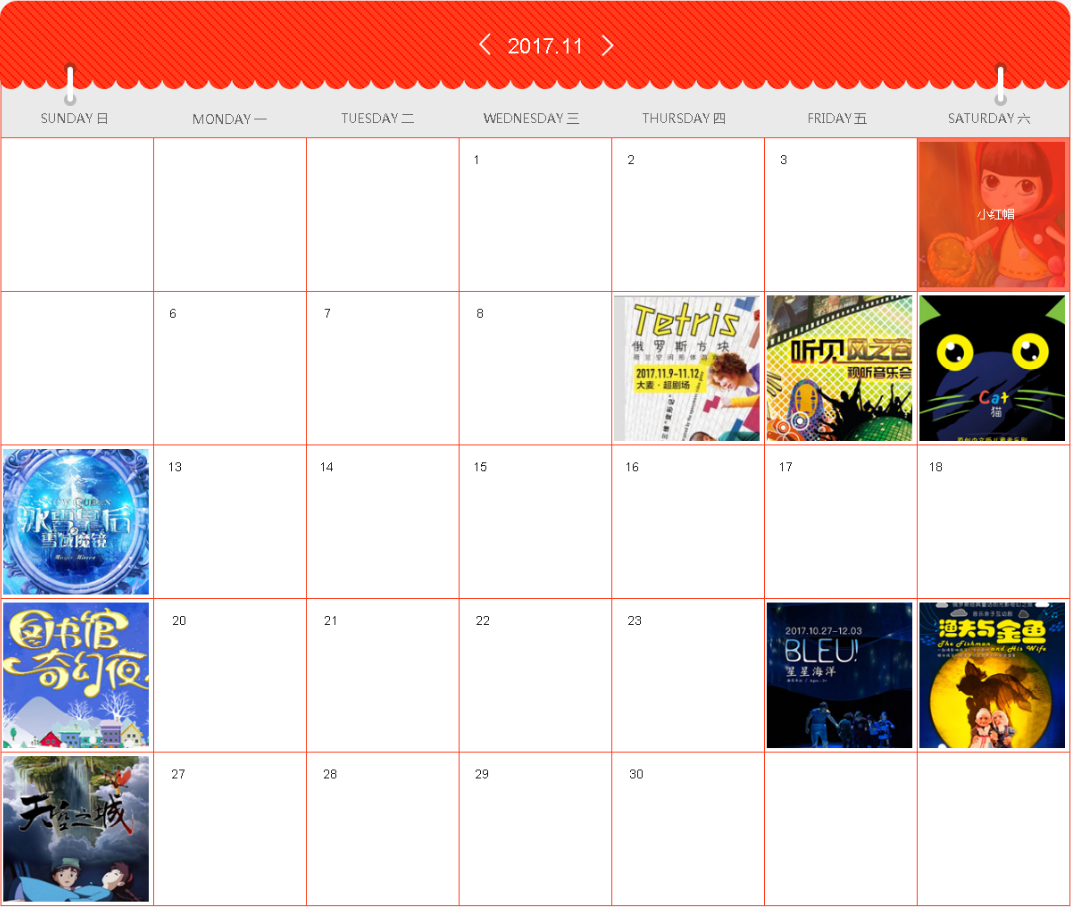 2017.11
SUNDAY 日
MONDAY 一
TUESDAY 二
WEDNESDAY 三
THURSDAY 四
FRIDAY 五
SATURDAY 六
1
2
3
小红帽
6
7
8
Tetris
俄罗斯方块
2017.11.9-11.12
大麦·超剧场
听见风之谷
视听音乐会
Cat
猫
冰雪皇后
之
雪域魔镜
Magic Mirror
13
14
15
16
17
18
图书馆
奇幻夜
20
21
22
23
2017.10.27-12.03
BLEU!
星星海洋
渔夫与金鱼
The Fishman and His Wife
天空之城
27
28
29
30